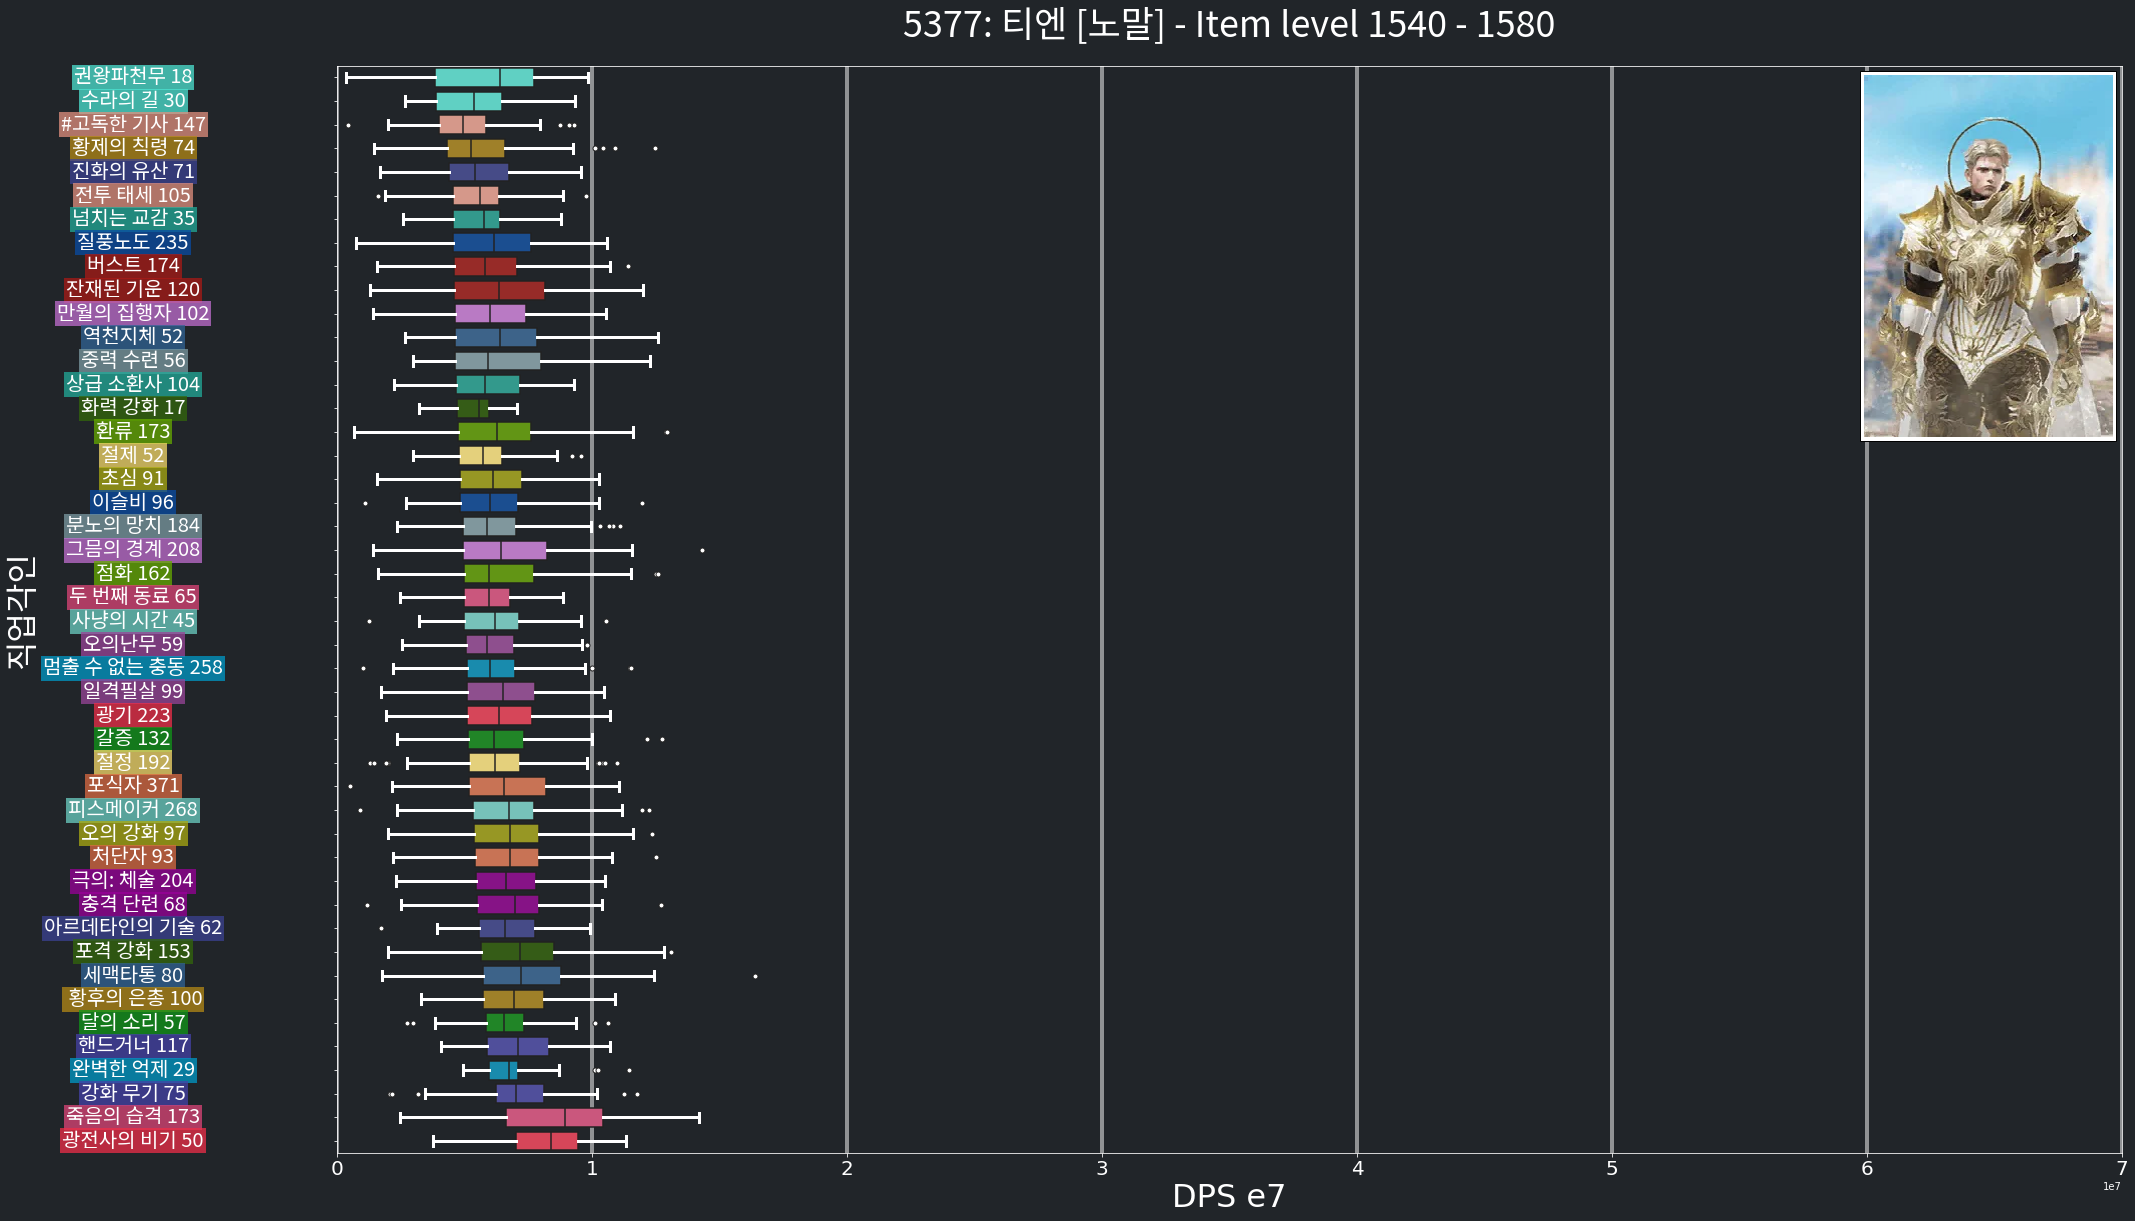 5377: 티엔 [노말] - Item level 1540 - 1580
권왕파천무 18
수라의 길 30
#고독한 기사 147
황제의 칙령 74
진화의 유산 71
전투 태세 105
넘치는 교감 35
질풍노도 235
버스트 174
잔재된 기운 120
만월의 집행자 102
역천지체 52
중력 수련 56
상급 소환사 104
화력 강화 17
환류 173
절제 52
초심 91
이슬비 96
분노의 망치 184
그믐의 경계 208
점화 162
두 번째 동료 65
사냥의 시간 45
오의난무 59
멈출 수 없는 충동 258
일격필살 99
광기 223
갈증 132
절정 192
포식자 371
피스메이커 268
오의 강화 97
처단자 93
극의: 체술 204
충격 단련 68
아르데타인의 기술 62
포격 강화 153
세맥타통 80
황후의 은총 100
달의 소리 57
핸드거너 117
완벽한 억제 29
강화 무기 75
죽음의 습격 173
광전사의 비기 50
직업각인
0 1 2 3 4 5 6 7
1e7
DPS e7